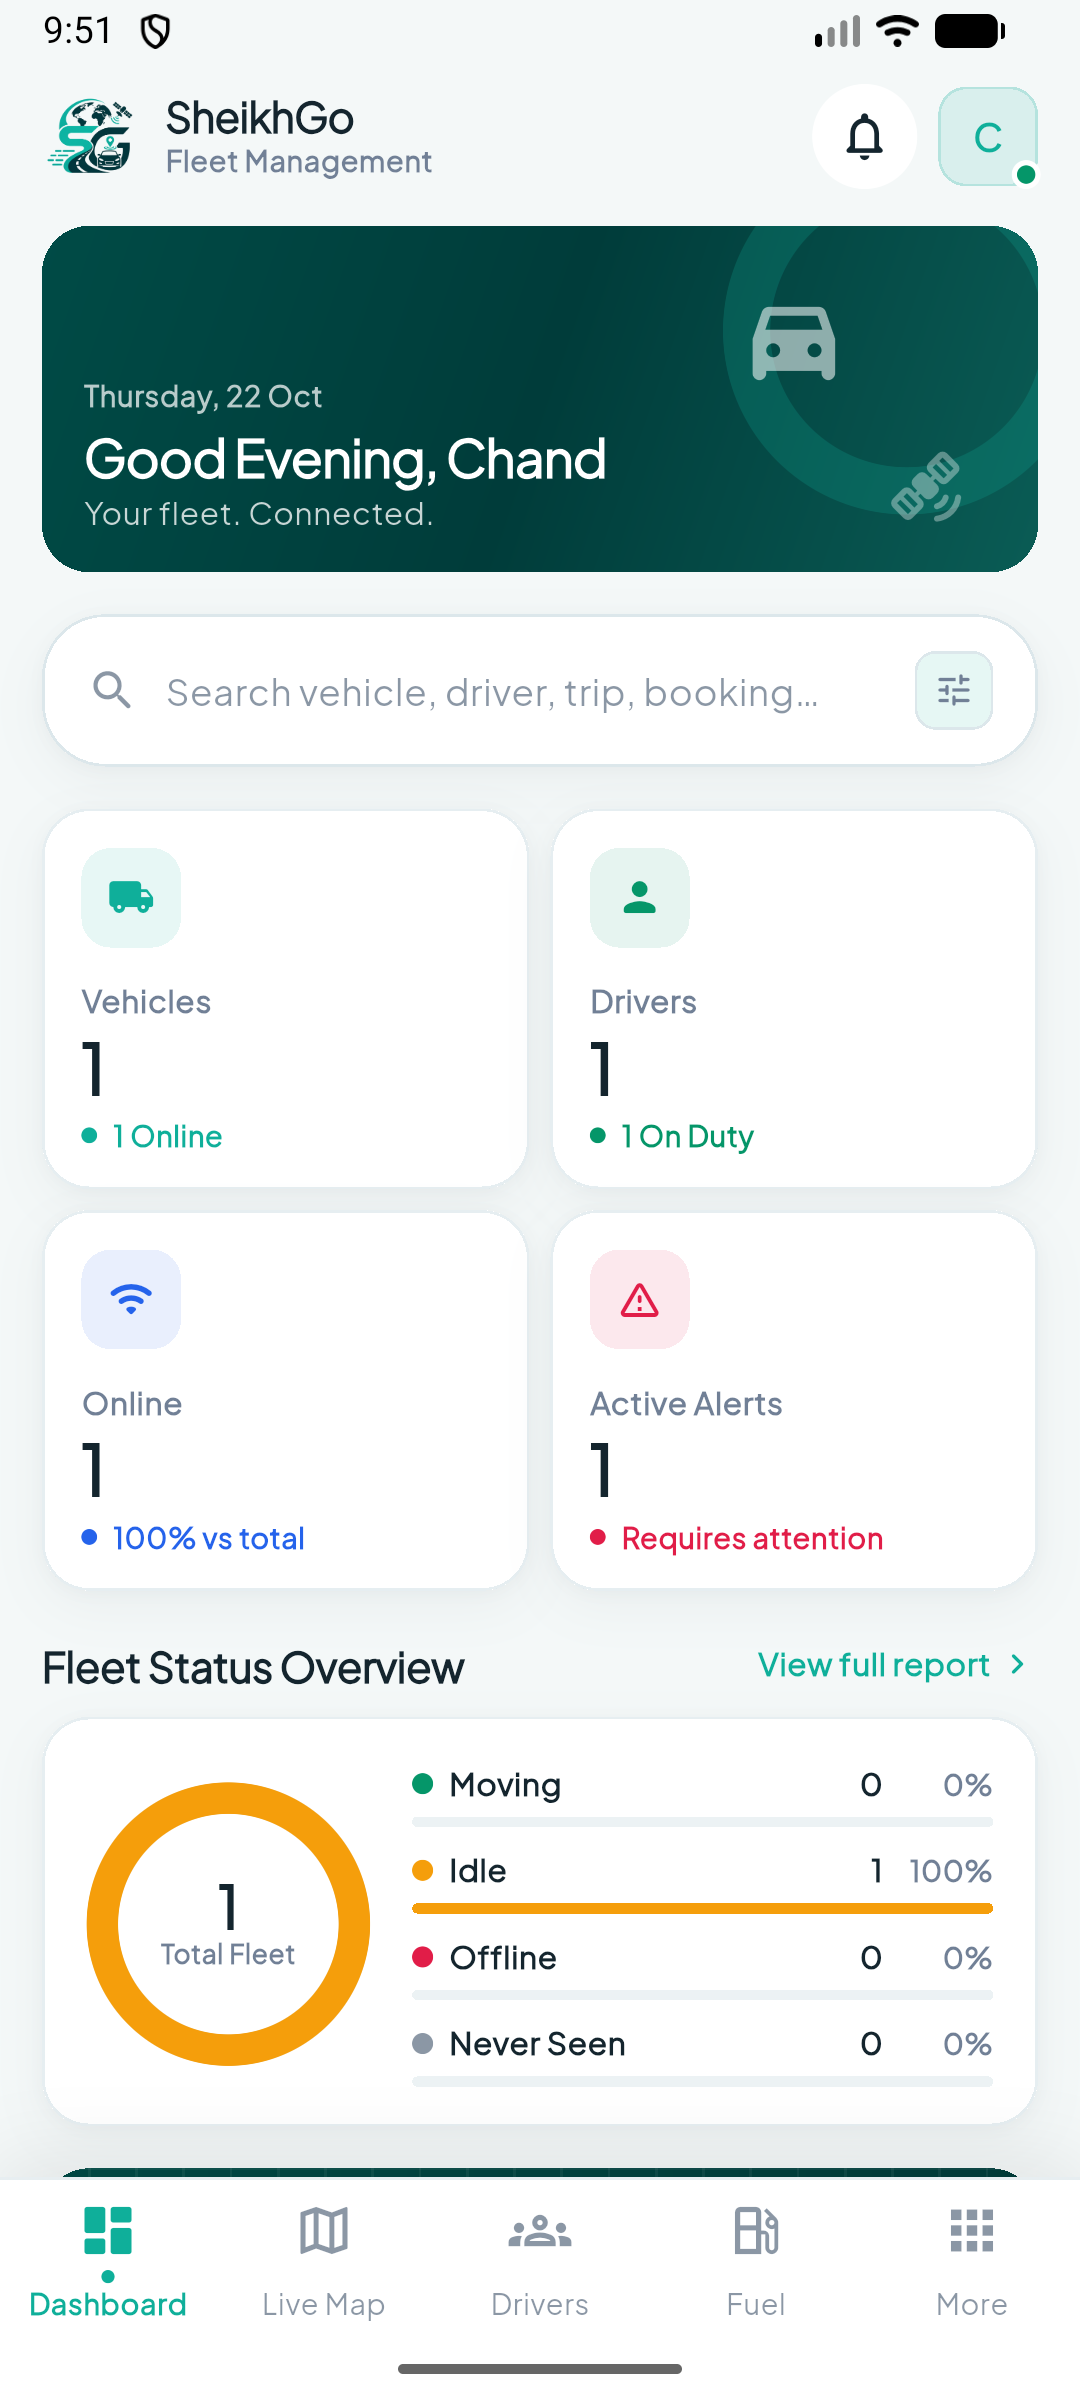 9:51
SheikhGo
Fleet Management
C
Thursday, 22 Oct
Good Evening, Chand
Your fleet. Connected.
Search vehicle, driver, trip, booking...
Vehicles
1
1 Online
Drivers
1
1 On Duty
Online
1
100% vs total
Active Alerts
1
Requires attention
Fleet Status Overview
View full report
1
Total Fleet
Moving 0 0%
Idle 1 100%
Offline 0 0%
Never Seen 0 0%
Dashboard
Live Map
Drivers
Fuel
More